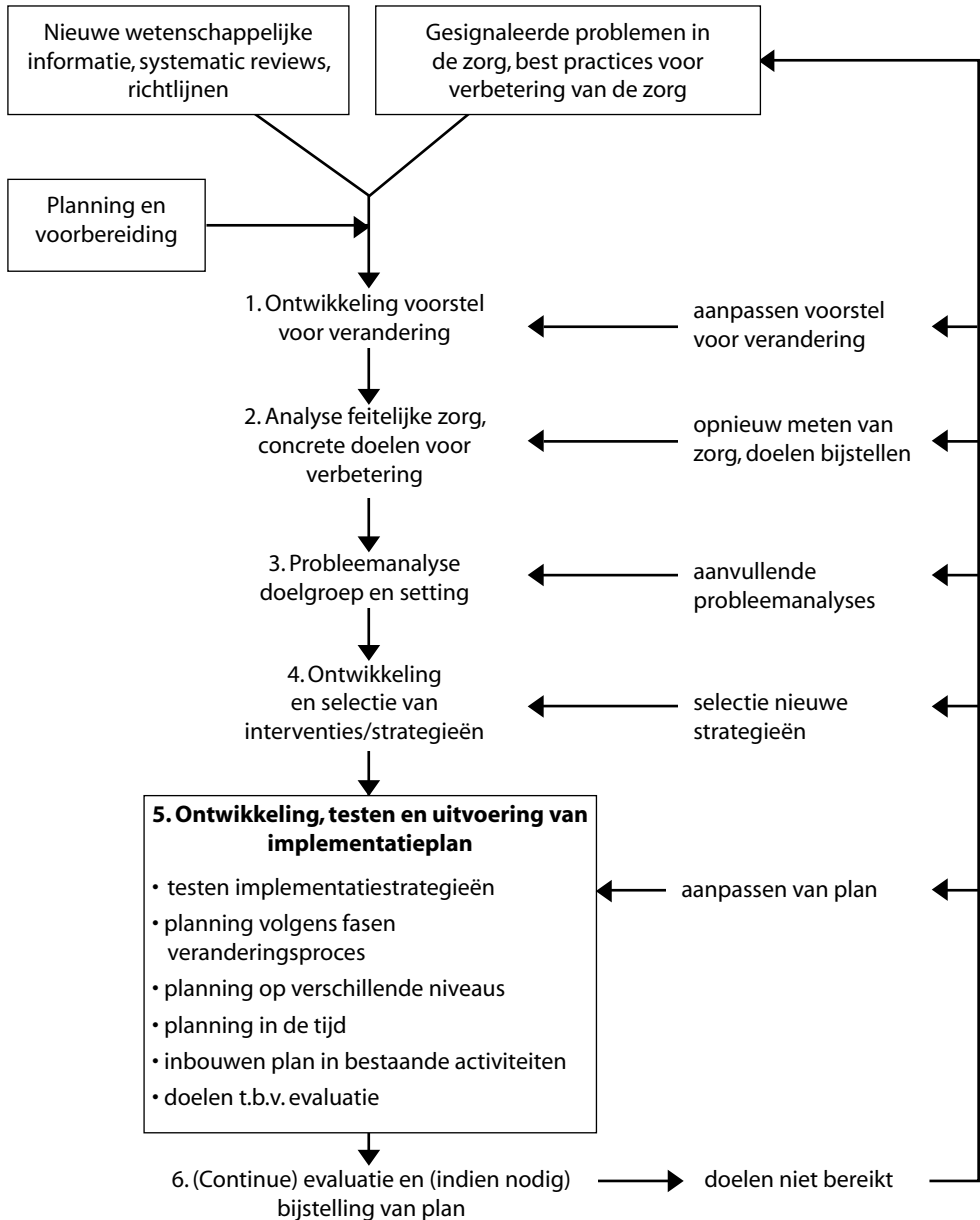 Nieuwe wetenschappelijke
informatie, systematic reviews,
richtlijnen
Gesignaleerde problemen in
de zorg, best practices voor
verbetering van de zorg
Planning en
voorbereiding
1. Ontwikkeling voorstel
voor verandering
aanpassen voorstel
voor verandering
2. Analyse feitelijke zorg,
concrete doelen voor
verbetering
opnieuw meten van
zorg, doelen bijstellen
3. Probleemanalyse
doelgroep en setting
aanvullende
probleemanalyses
4. Ontwikkeling
en selectie van
interventies/strategieën
selectie nieuwe
strategieën
5. Ontwikkeling, testen en uitvoering van
implementatieplan
• testen implementatiestrategieën
• planning volgens fasen
veranderingsproces
• planning op verschillende niveaus
• planning in de tijd
• inbouwen plan in bestaande activiteiten
• doelen t.b.v. evaluatie
aanpassen van plan
6. (Continue) evaluatie en (indien nodig)
bijstelling van plan
doelen niet bereikt